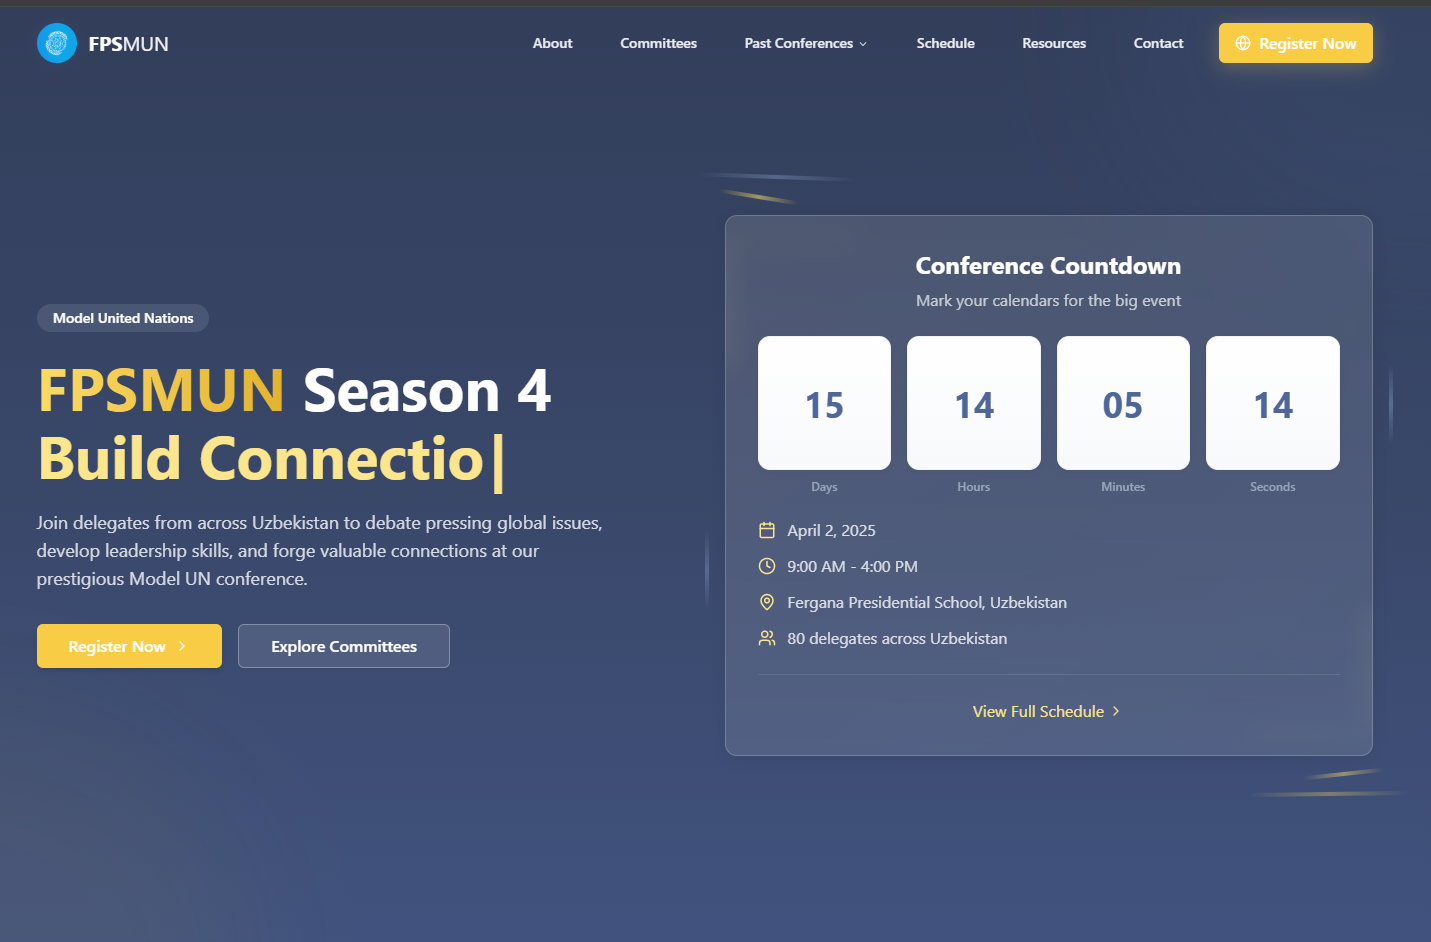 FPSMUN
About
Committees
Past Conferences
Schedule
Resources
Contact
Register Now
Model United Nations
FPSMUN Season 4
Build Connectio|
Join delegates from across Uzbekistan to debate pressing global issues,
develop leadership skills, and forge valuable connections at our
prestigious Model UN conference.
Register Now
Explore Committees
Conference Countdown
Mark your calendars for the big event
15
14
05
14
Days
Hours
Minutes
Seconds
April 2, 2025
9:00 AM - 4:00 PM
Fergana Presidential School, Uzbekistan
80 delegates across Uzbekistan
View Full Schedule